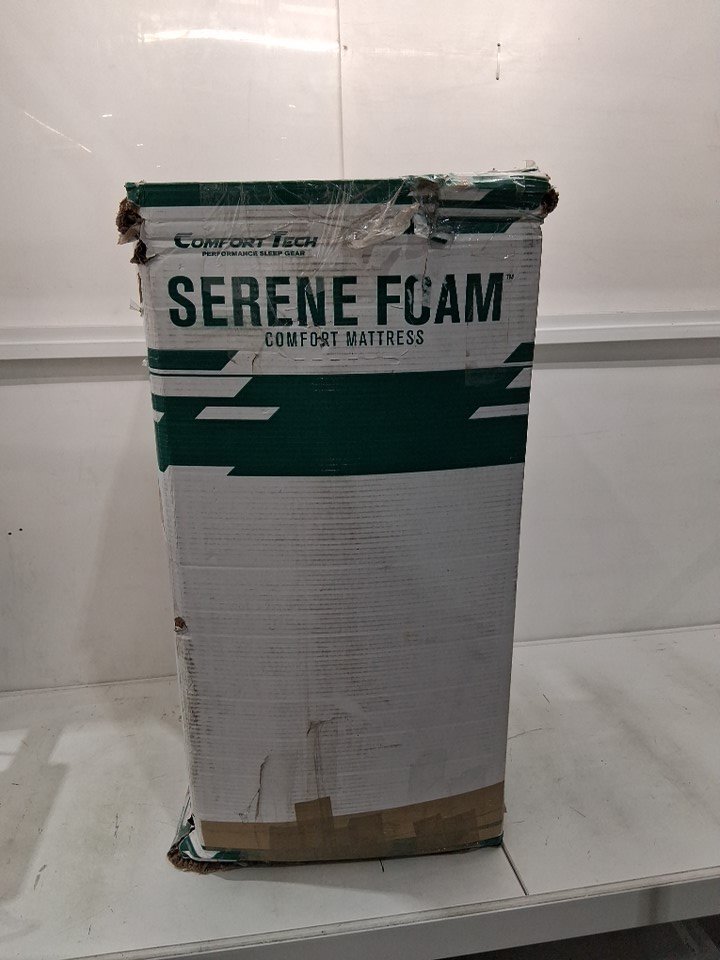 COMFORT TECH
PERFORMANCE SLEEP GEAR
SERENE FOAM™
COMFORT MATTRESS